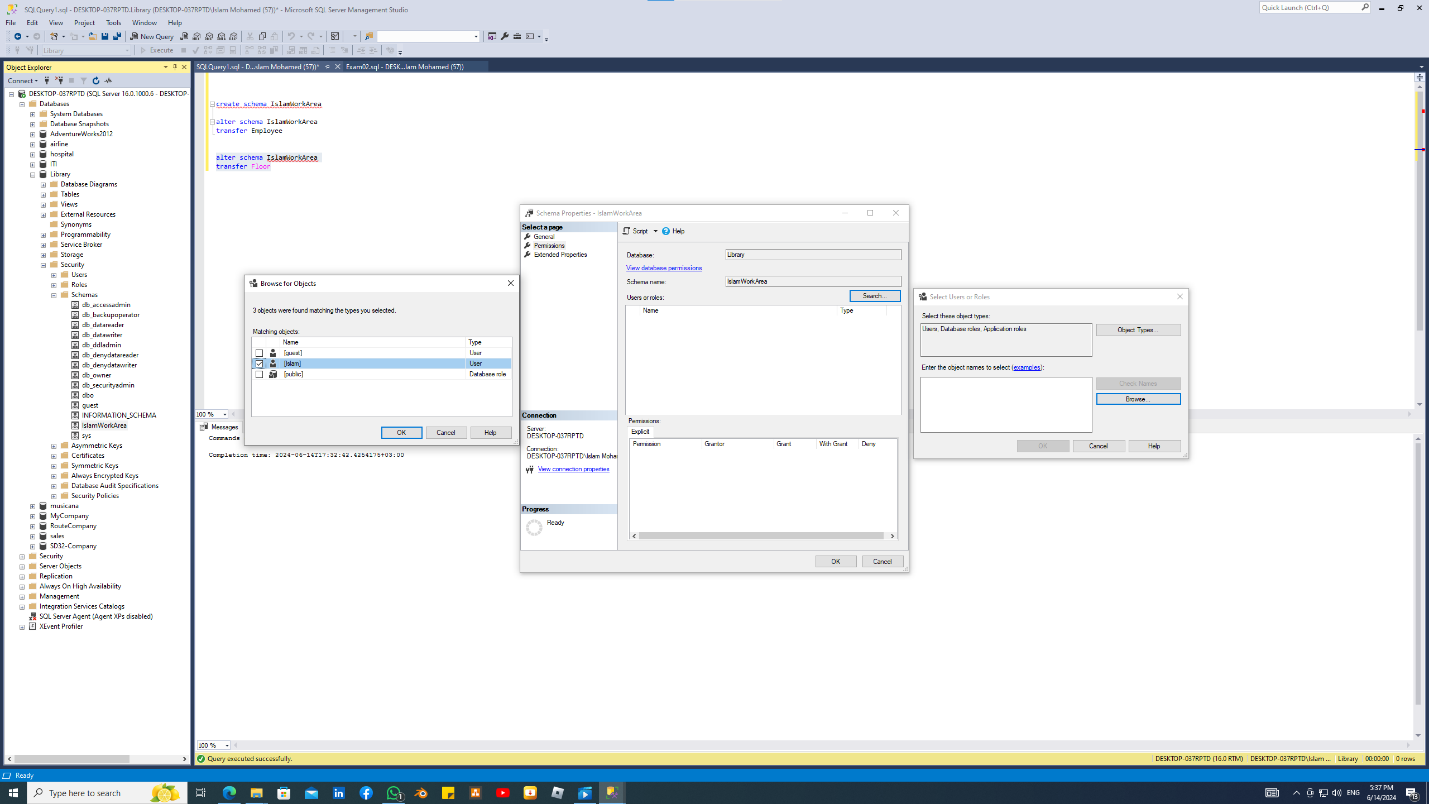 SQLQuery1.sql - DESKTOP-037RPTD.Library (DESKTOP-037RPTD\Islam Mohamed (57))* - Microsoft SQL Server Management Studio
Quick Launch (Ctrl+Q)
File Edit View Project Tools Window Help
New Query
Library Execute
Object Explorer
SQLQuery1.sql - D...slam Mohamed (57))* Exam02.sql - DESK...lam Mohamed (57))
Connect
DESKTOP-037RPTD (SQL Server 16.0.1000.6 - DESKTOP-
Databases
System Databases
Database Snapshots
AdventureWorks2012
airline
hospital
ITI
Library
Database Diagrams
Tables
Views
External Resources
Synonyms
Programmability
Service Broker
Storage
Security
Users
Roles
Schemas
db_accessadmin
db_backupoperator
db_datareader
db_datawriter
db_ddladmin
db_denydatareader
db_denydatawriter
db_owner
db_securityadmin
dbo
guest
INFORMATION_SCHEMA
IslamWorkArea
sys
Asymmetric Keys
Certificates
Symmetric Keys
Always Encrypted Keys
Database Audit Specifications
Security Policies
musicana
MyCompany
RouteCompany
sales
SD32-Company
Security
Server Objects
Replication
Always On High Availability
Management
Integration Services Catalogs
SQL Server Agent (Agent XPs disabled)
XEvent Profiler
create schema IslamWorkArea
alter schema IslamWorkArea
transfer Employee
alter schema IslamWorkArea
transfer Floor
100 %
Messages
Commands
Completion time: 2024-06-14T17:32:42.4254175+03:00
100 %
Browse for Objects
3 objects were found matching the types you selected.
Matching objects:
Name Type
[guest] User
[Islam] User
[public] Database role
OK Cancel Help
Schema Properties - IslamWorkArea
Select a page
General
Permissions
Extended Properties
Script Help
Database: Library
View database permissions
Schema name: IslamWorkArea
Users or roles: Search...
Name Type
Permissions
Explicit
Permission Grantor Grant With Grant Deny
Connection
Server
DESKTOP-037RPTD
Connection
DESKTOP-037RPTD\Islam Moham
View connection properties
Progress
Ready
OK Cancel
Select Users or Roles
Select these object types:
Users, Database roles, Application roles
Object Types...
Enter the object names to select (examples):
Check Names
Browse...
OK Cancel Help
Query executed successfully.
DESKTOP-037RPTD (16.0 RTM) DESKTOP-037RPTD\Islam ... Library 00:00:00 0 rows
Ready
Type here to search
1
ENG
5:37 PM
6/14/2024
13